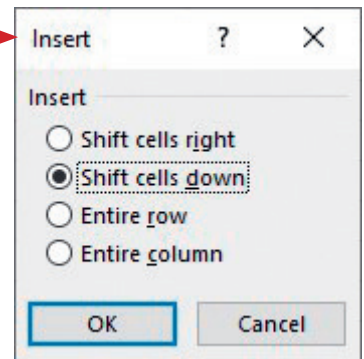 Insert ? X
Insert
Shift cells right
Shift cells down
Entire row
Entire column
OK Cancel